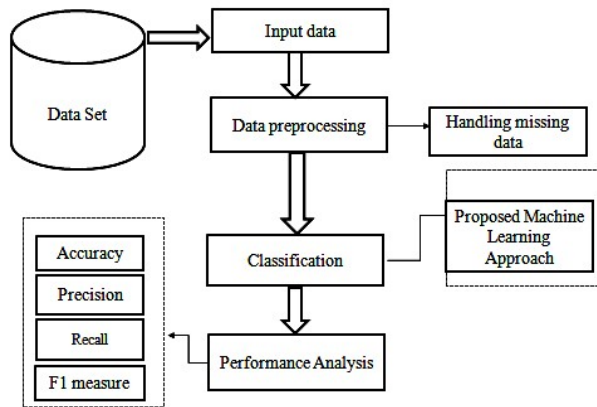 Input data
Data Set
Data preprocessing
Handling missing
data
Proposed Machine
Learning
Approach
Classification
Accuracy
Precision
Recall
F1 measure
Performance Analysis